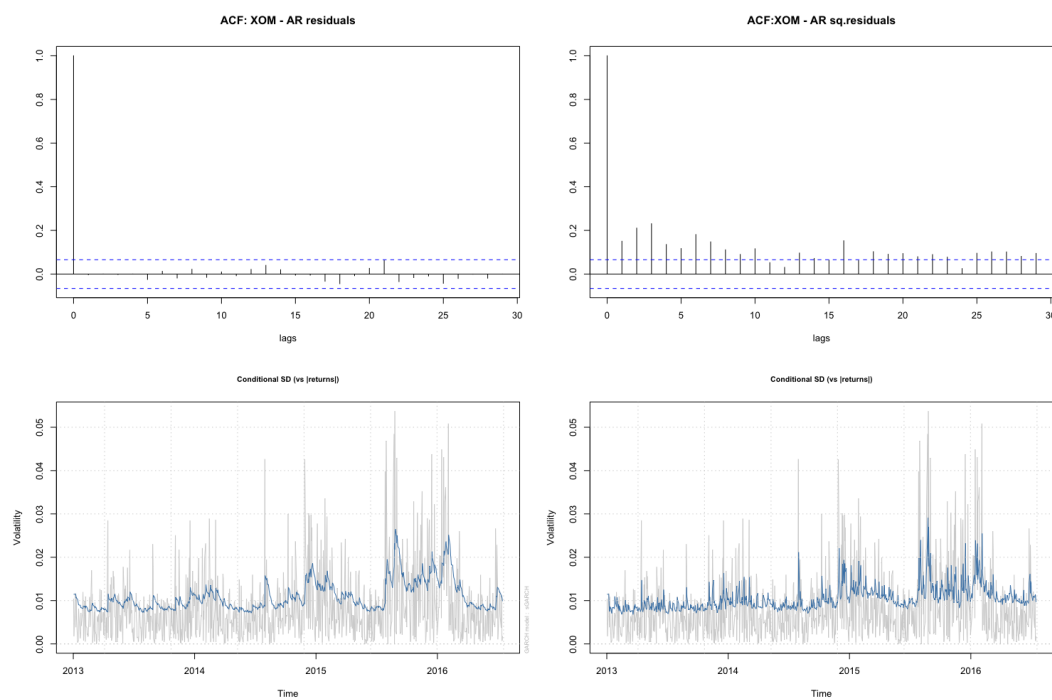 ACF: XOM - AR residuals
1.0
0.8
0.6
0.4
0.2
0.0
0 5 10 15 20 25 30
lags
ACF:XOM - AR sq.residuals
1.0
0.8
0.6
0.4
0.2
0.0
0 5 10 15 20 25 30
lags
Conditional SD (vs |returns|)
Volatility
0.05
0.04
0.03
0.02
0.01
0.00
2013 2014 2015 2016
Time
GARCH model : sGARCH
Conditional SD (vs |returns|)
Volatility
0.05
0.04
0.03
0.02
0.01
0.00
2013 2014 2015 2016
Time